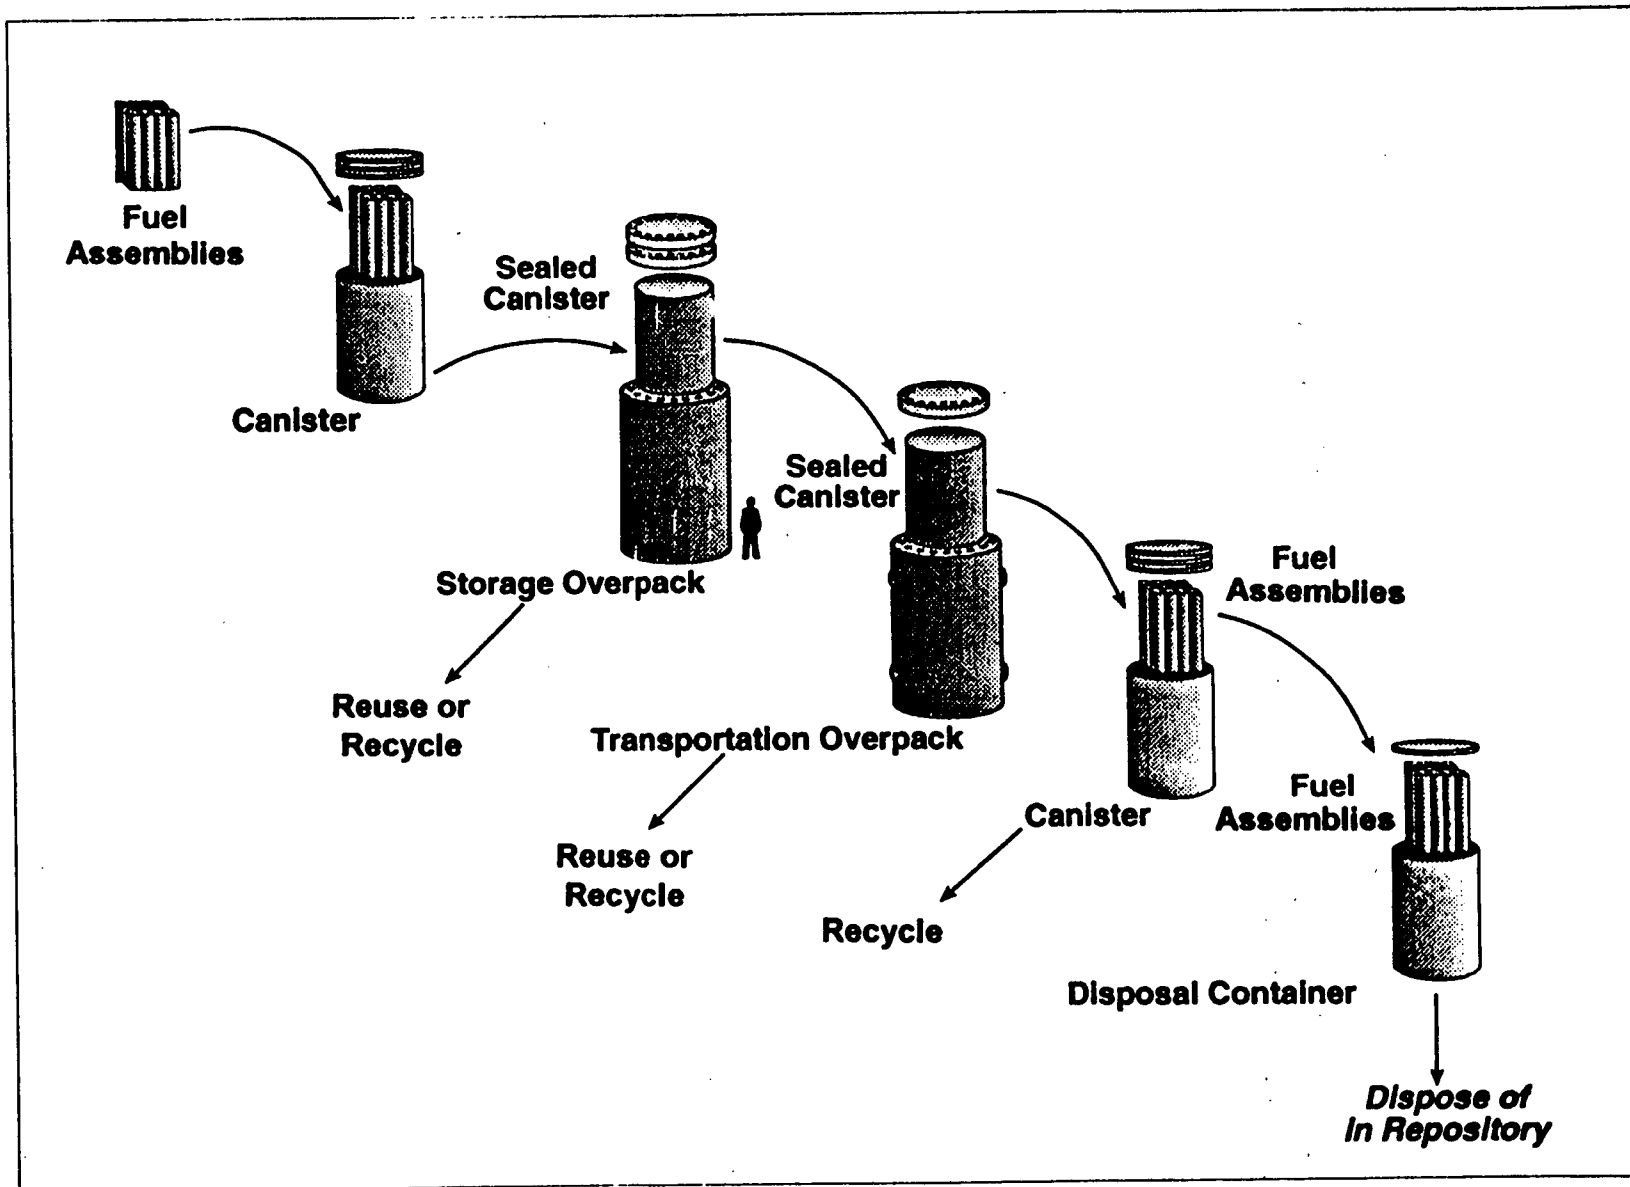 Fuel
Assemblies
Canister
Sealed
Canister
Storage Overpack
Reuse or
Recycle
Sealed
Canister
Transportation Overpack
Reuse or
Recycle
Fuel
Assemblies
Canister
Recycle
Fuel
Assemblies
Disposal Container
Dispose of
in Repository